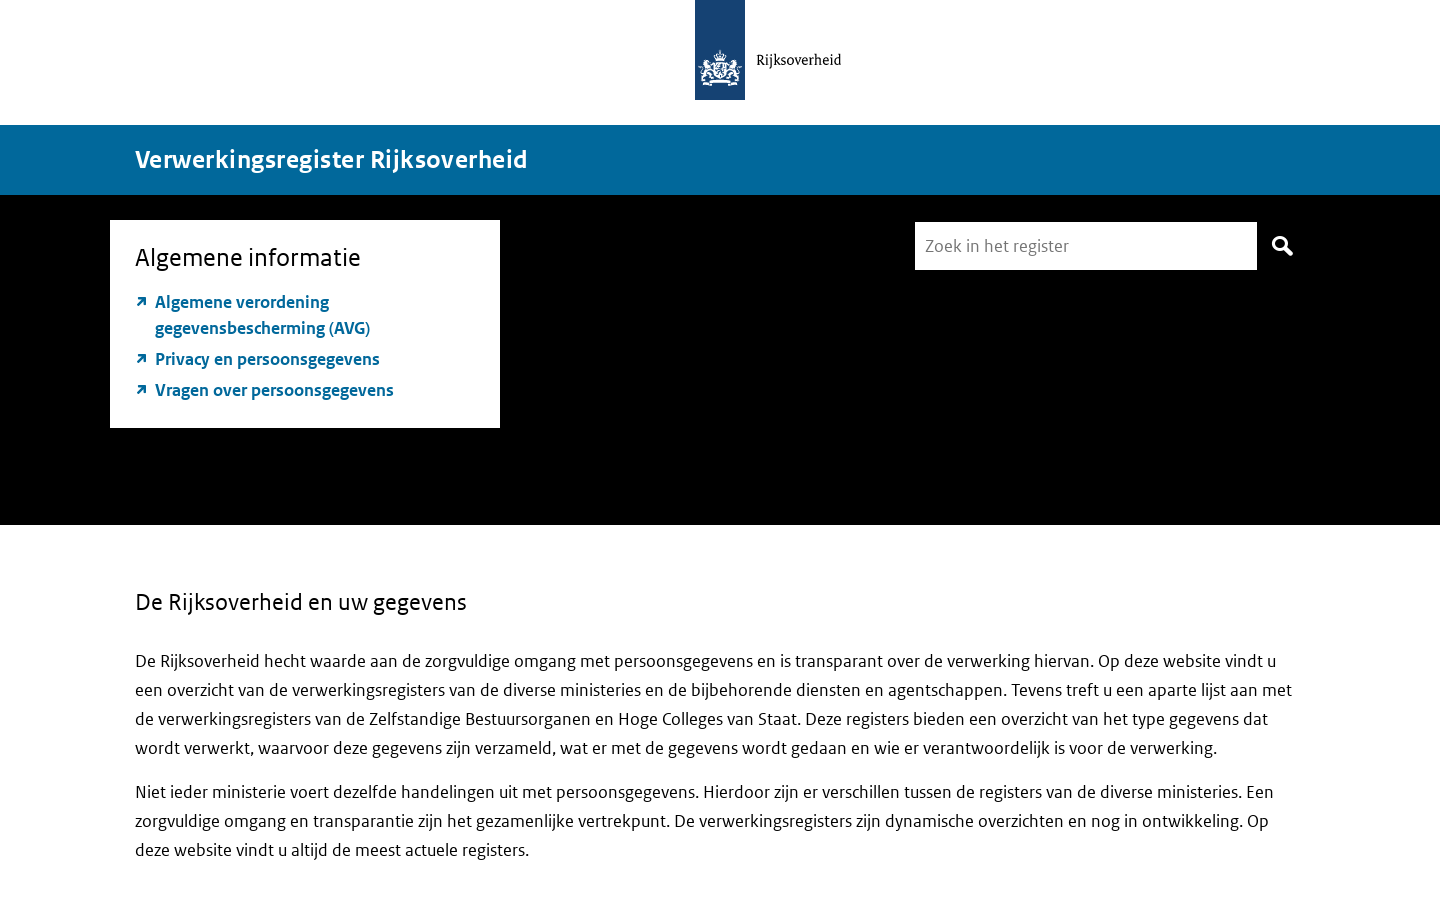 Rijksoverheid
Verwerkingsregister Rijksoverheid
Algemene informatie
Algemene verordening
gegevensbescherming (AVG)
Privacy en persoonsgegevens
Vragen over persoonsgegevens
Zoek in het register
De Rijksoverheid en uw gegevens
De Rijksoverheid hecht waarde aan de zorgvuldige omgang met persoonsgegevens en is transparant over de verwerking hiervan. Op deze website vindt u
een overzicht van de verwerkingsregisters van de diverse ministeries en de bijbehorende diensten en agentschappen. Tevens treft u een aparte lijst aan met
de verwerkingsregisters van de Zelfstandige Bestuursorganen en Hoge Colleges van Staat. Deze registers bieden een overzicht van het type gegevens dat
wordt verwerkt, waarvoor deze gegevens zijn verzameld, wat er met de gegevens wordt gedaan en wie er verantwoordelijk is voor de verwerking.
Niet ieder ministerie voert dezelfde handelingen uit met persoonsgegevens. Hierdoor zijn er verschillen tussen de registers van de diverse ministeries. Een
zorgvuldige omgang en transparantie zijn het gezamenlijke vertrekpunt. De verwerkingsregisters zijn dynamische overzichten en nog in ontwikkeling. Op
deze website vindt u altijd de meest actuele registers.